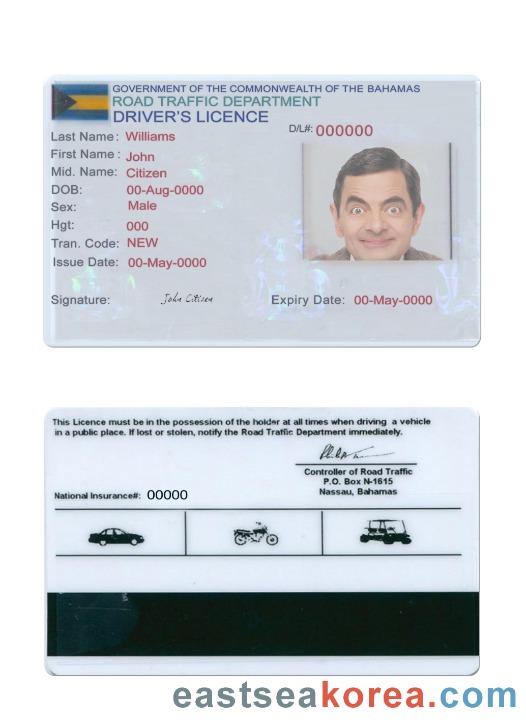 GOVERNMENT OF THE COMMONWEALTH OF THE BAHAMAS
ROAD TRAFFIC DEPARTMENT
DRIVER'S LICENCE
D/L#: 000000
Last Name: Williams
First Name: John
Mid. Name: Citizen
DOB: 00-Aug-0000
Sex: Male
Hgt: 000
Tran. Code: NEW
Issue Date: 00-May-0000
Signature: John Citizen Expiry Date: 00-May-0000
This Licence must be in the possession of the holder at all times when driving a vehicle
in a public place. If lost or stolen, notify the Road Traffic Department immediately.
Controller of Road Traffic
P.O. Box N-1615
Nassau, Bahamas
National Insurance#: 00000
eastseakorea.com